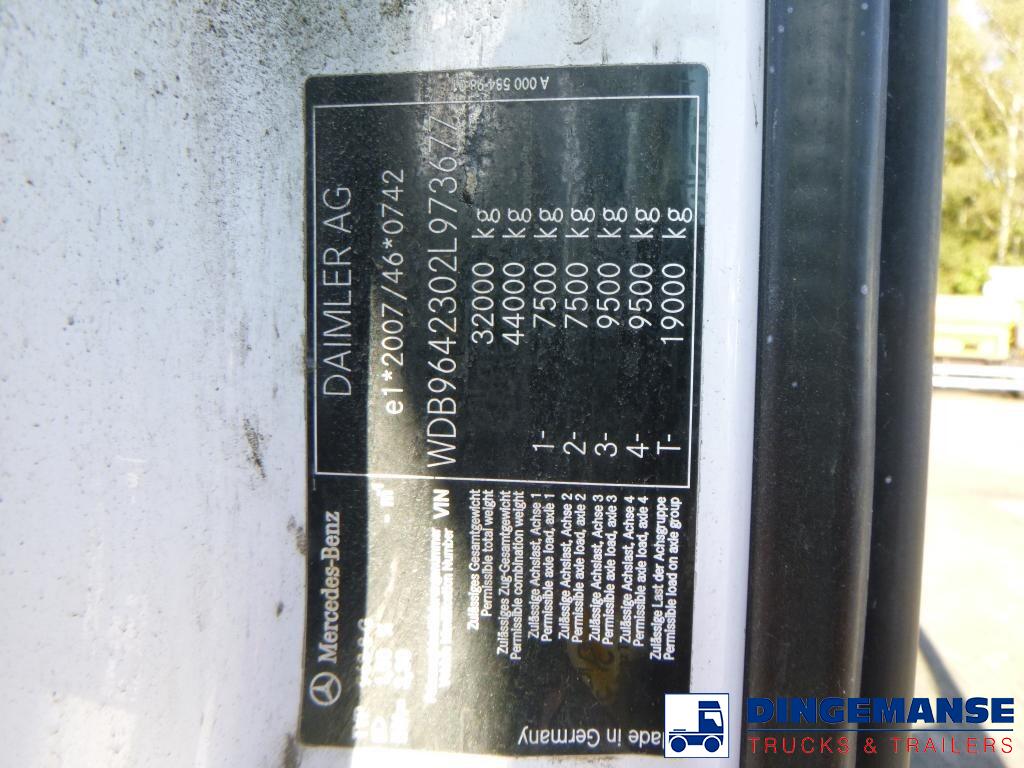 Mercedes-Benz
DAIMLER AG
e1*2007/46*0742
VIN WDB9642302L973677
Zulässiges Gesamtgewicht
Permissible total weight
32000 kg
Zulässiges Zug-Gesamtgewicht
Permissible combination weight
44000 kg
Zulässige Achslast, Achse 1
Permissible axle load, axle 1
1- 7500 kg
Zulässige Achslast, Achse 2
Permissible axle load, axle 2
2- 7500 kg
Zulässige Achslast, Achse 3
Permissible axle load, axle 3
3- 9500 kg
Zulässige Achslast, Achse 4
Permissible axle load, axle 4
4- 9500 kg
Zulässige Last der Achsgruppe
Permissible load on axle group
T- 19000 kg
Made in Germany
A 000 584-98-01
DINGEMANSE
TRUCKS & TRAILERS